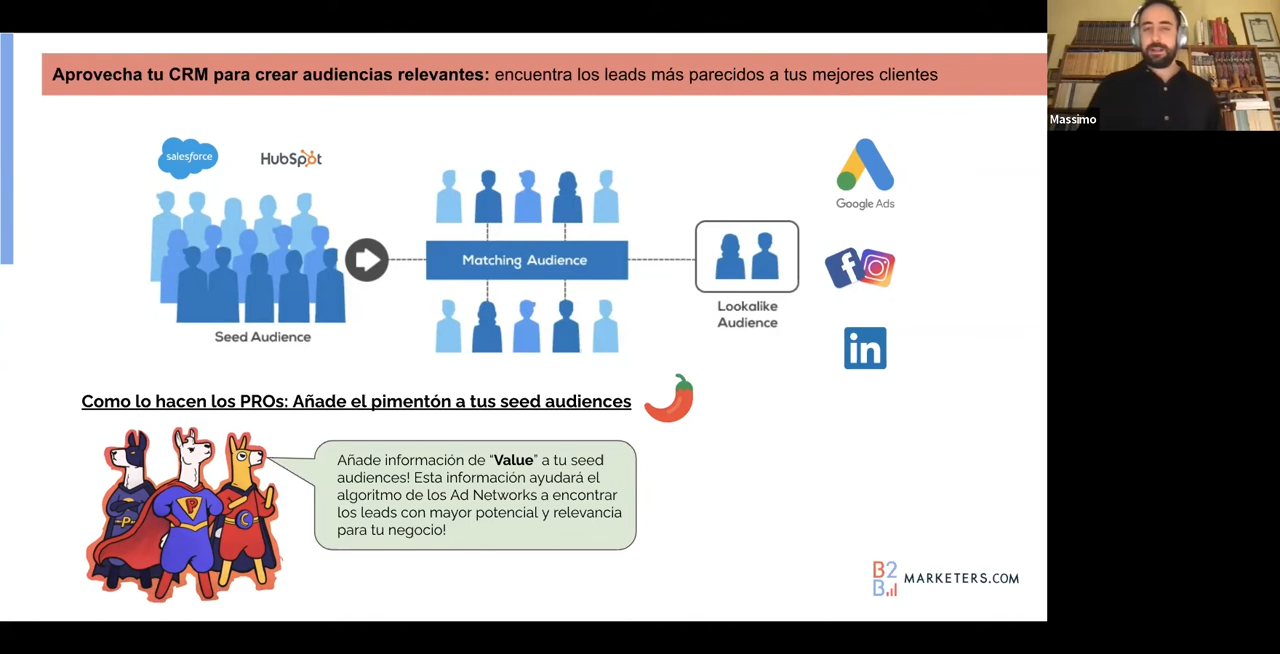 Aprovecha tu CRM para crear audiencias relevantes: encuentra los leads más parecidos a tus mejores clientes
Massimo
salesforce
HubSpot
Google Ads
Matching Audience
Seed Audience
Lookalike
Audience
f
in
Como lo hacen los PROs: Añade el pimentón a tus seed audiences
Añade información de “Value” a tu seed
audiences! Esta información ayudará el
algoritmo de los Ad Networks a encontrar
los leads con mayor potencial y relevancia
para tu negocio!
P
P
C
B2
B
MARKETERS.COM